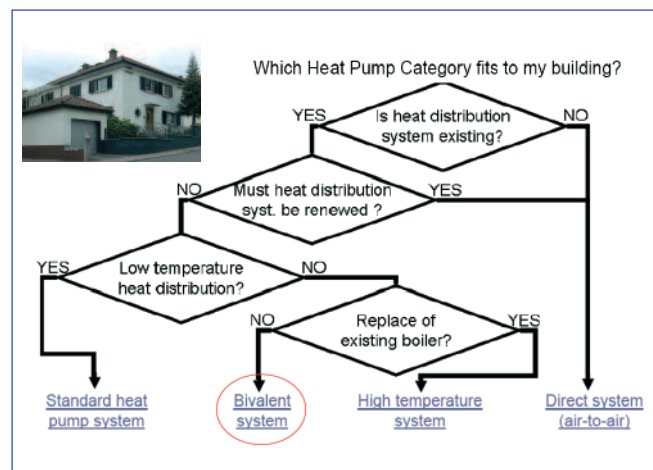 Which Heat Pump Category fits to my building?
YES
Is heat distribution
system existing?
NO
NO
Must heat distribution
syst. be renewed ?
YES
YES
Low temperature
heat distribution?
NO
NO
Replace of
existing boiler?
YES
Standard heat
pump system
Bivalent
system
High temperature
system
Direct system
(air-to-air)